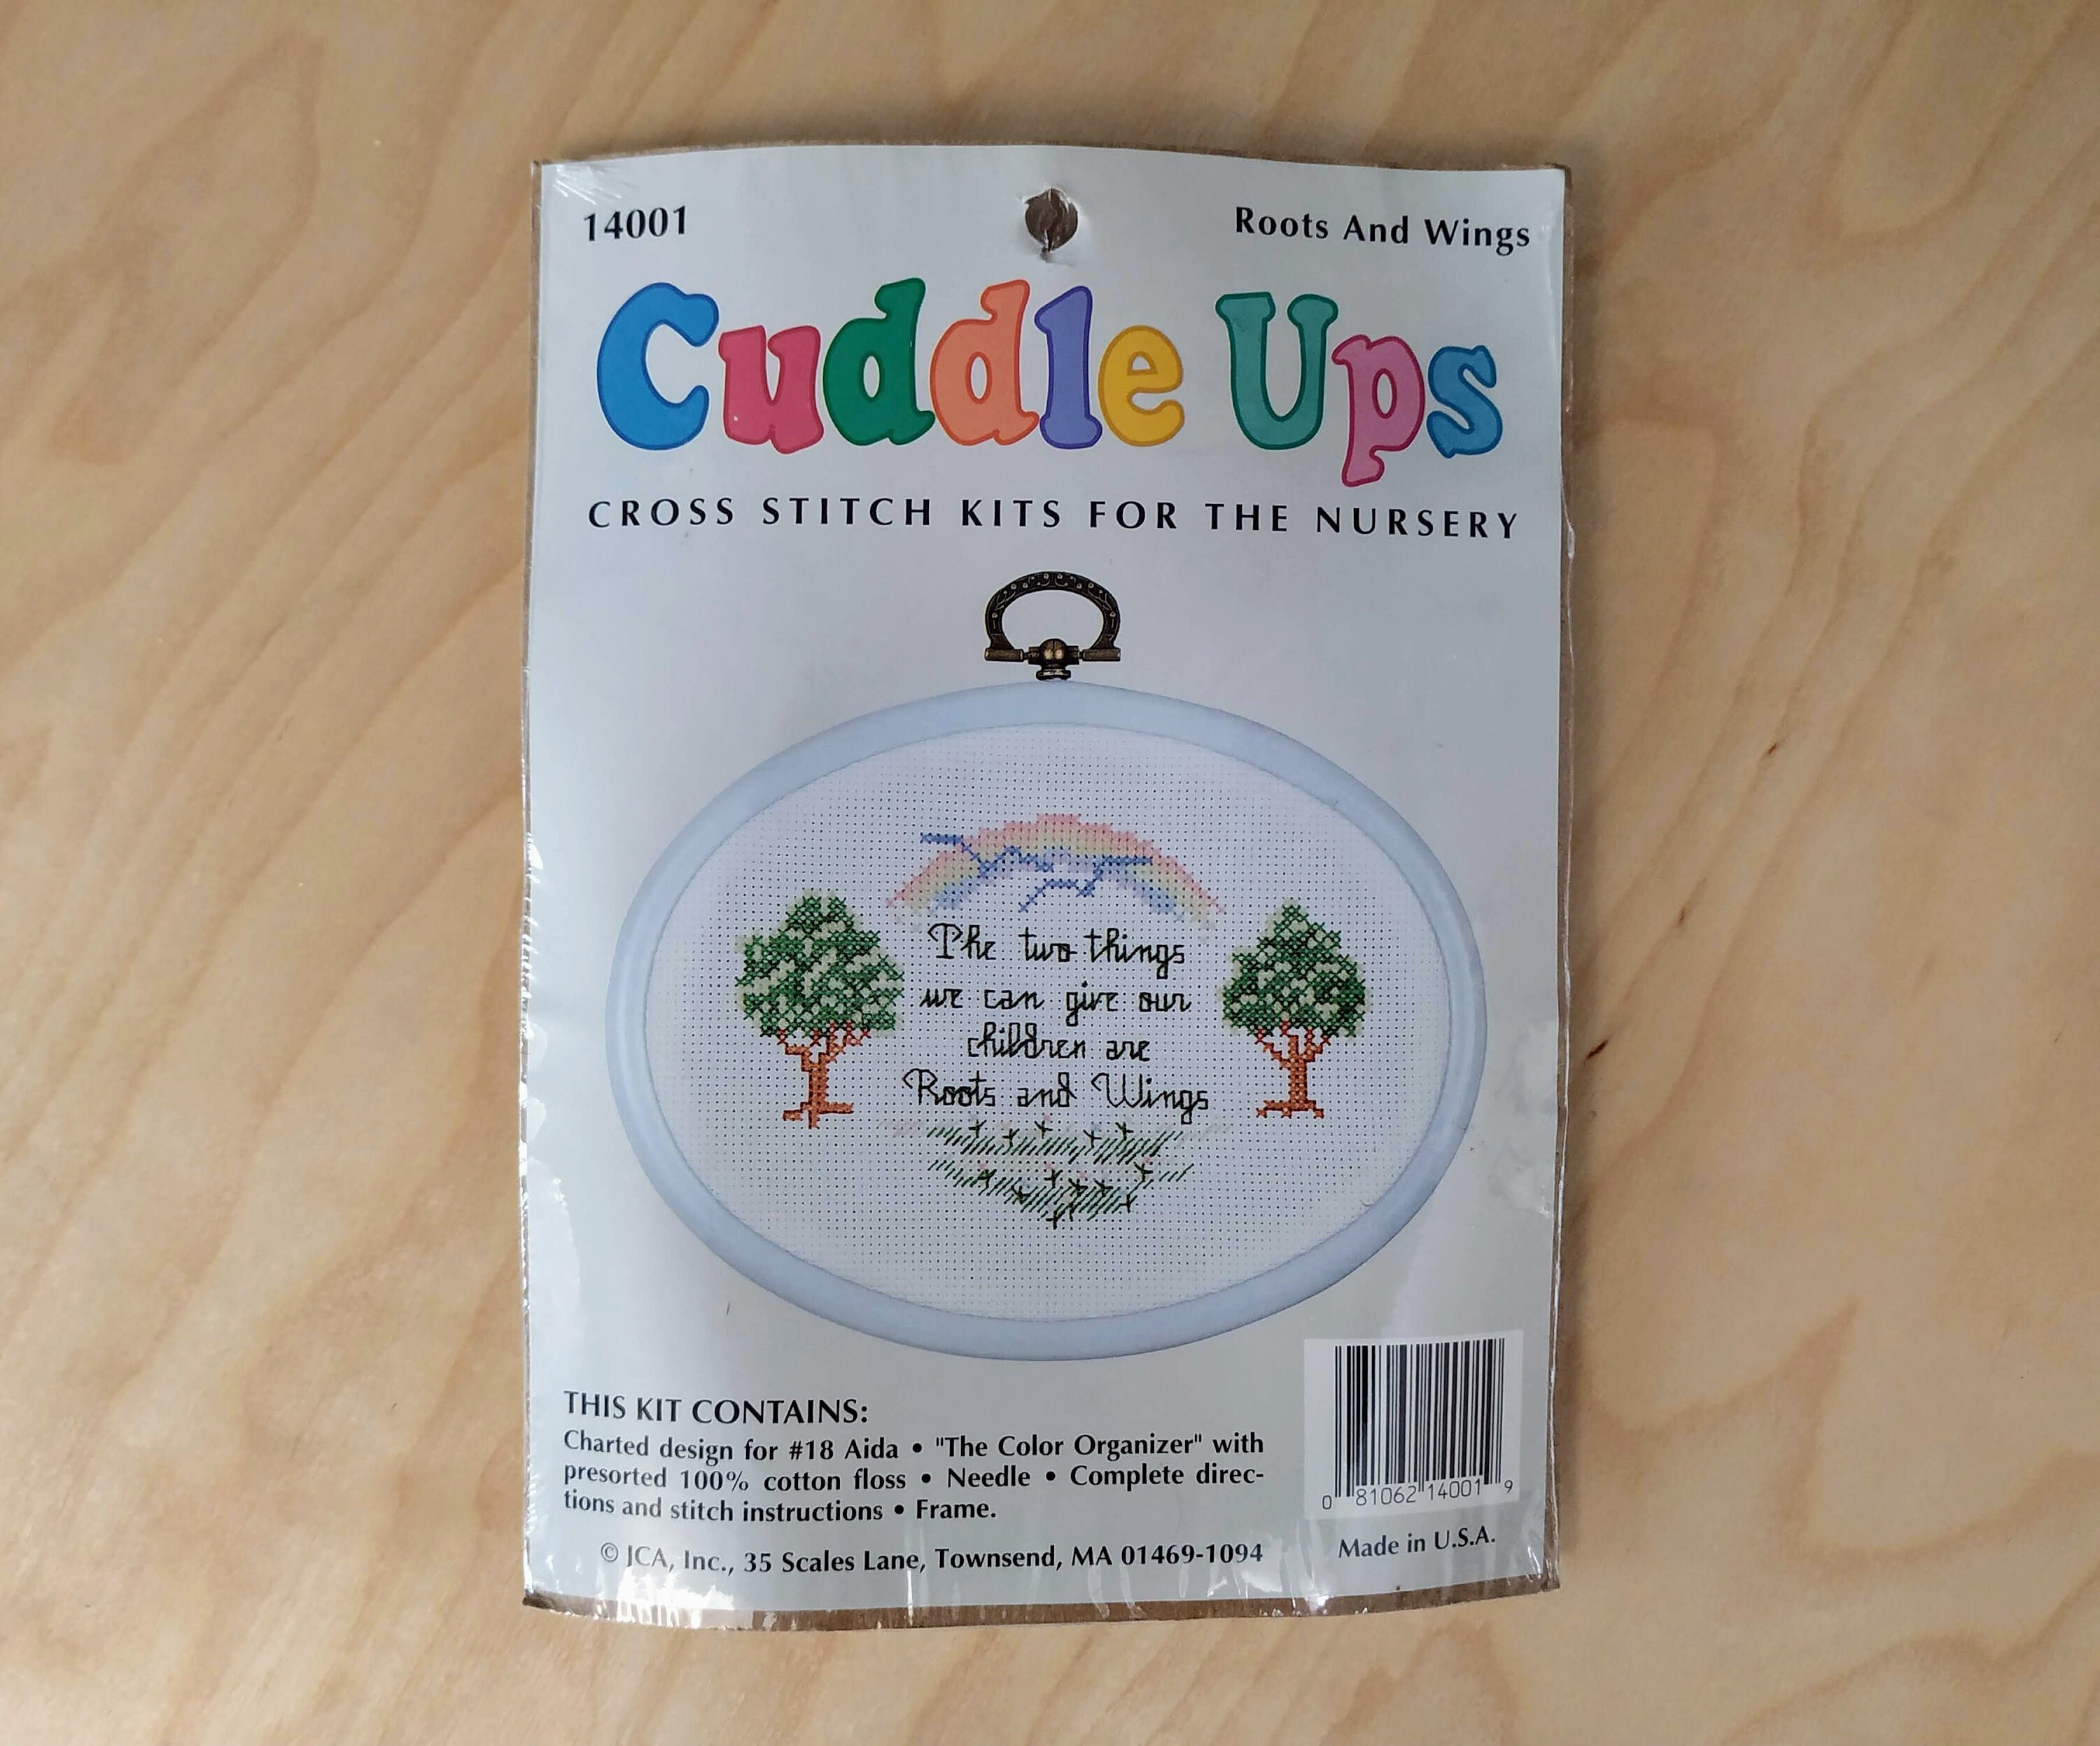 14001
Roots And Wings
Cuddle Ups
CROSS STITCH KITS FOR THE NURSERY
The two things
we can give our
children are
Roots and Wings
THIS KIT CONTAINS:
Charted design for #18 Aida • "The Color Organizer" with
presorted 100% cotton floss • Needle • Complete direc-
tions and stitch instructions • Frame.
© JCA, Inc., 35 Scales Lane, Townsend, MA 01469-1094
0 81062 14001 9
Made in U.S.A.